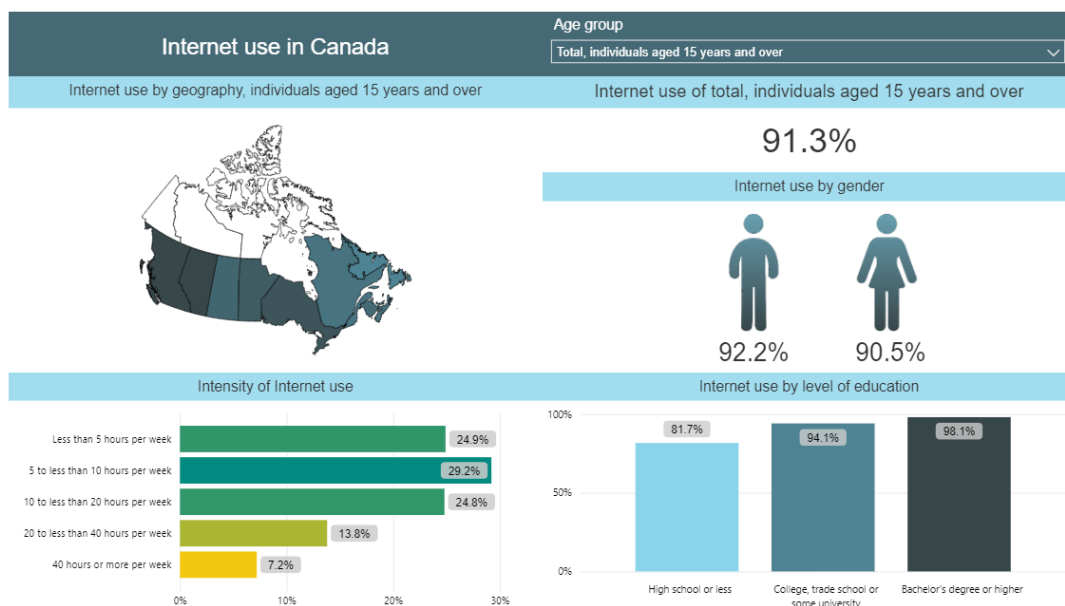 Internet use in Canada
Age group
Total, individuals aged 15 years and over
Internet use by geography, individuals aged 15 years and over
Internet use of total, individuals aged 15 years and over
91.3%
Internet use by gender
92.2%
90.5%
Intensity of Internet use
Less than 5 hours per week
24.9%
5 to less than 10 hours per week
29.2%
10 to less than 20 hours per week
24.8%
20 to less than 40 hours per week
13.8%
40 hours or more per week
7.2%
0%
10%
20%
30%
Internet use by level of education
100%
50%
0%
81.7%
94.1%
98.1%
High school or less
College, trade school or
some university
Bachelor's degree or higher